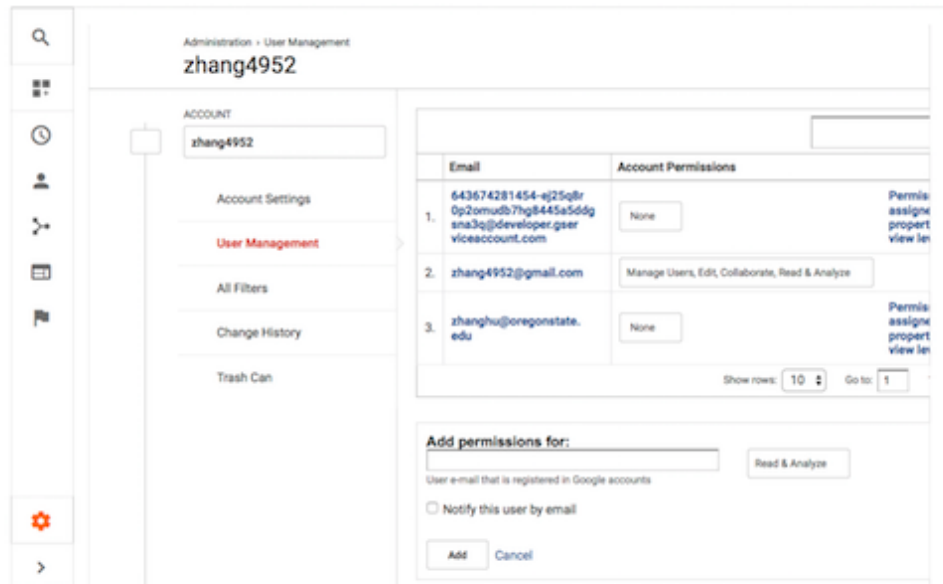 Administration › User Management
zhang4952
ACCOUNT
zhang4952
Account Settings
User Management
All Filters
Change History
Trash Can
Email Account Permissions
1. 643674281454-ej25q8r
0p2omudb7hg8445a5ddg
sna3q@developer.gser
viceaccount.com
None
Permis
assigne
propert
view lev
2. zhang4952@gmail.com Manage Users, Edit, Collaborate, Read & Analyze
3. zhanghu@oregonstate.
edu
None
Permis
assigne
propert
view lev
Show rows: 10 Go to: 1
Add permissions for:
Read & Analyze
User e-mail that is registered in Google accounts
Notify this user by email
Add Cancel